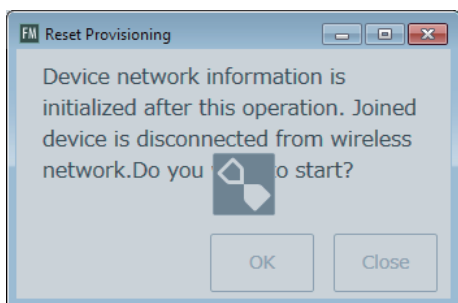 FM Reset Provisioning
Device network information is
initialized after this operation. Joined
device is disconnected from wireless
network.Do you to start?
OK Close